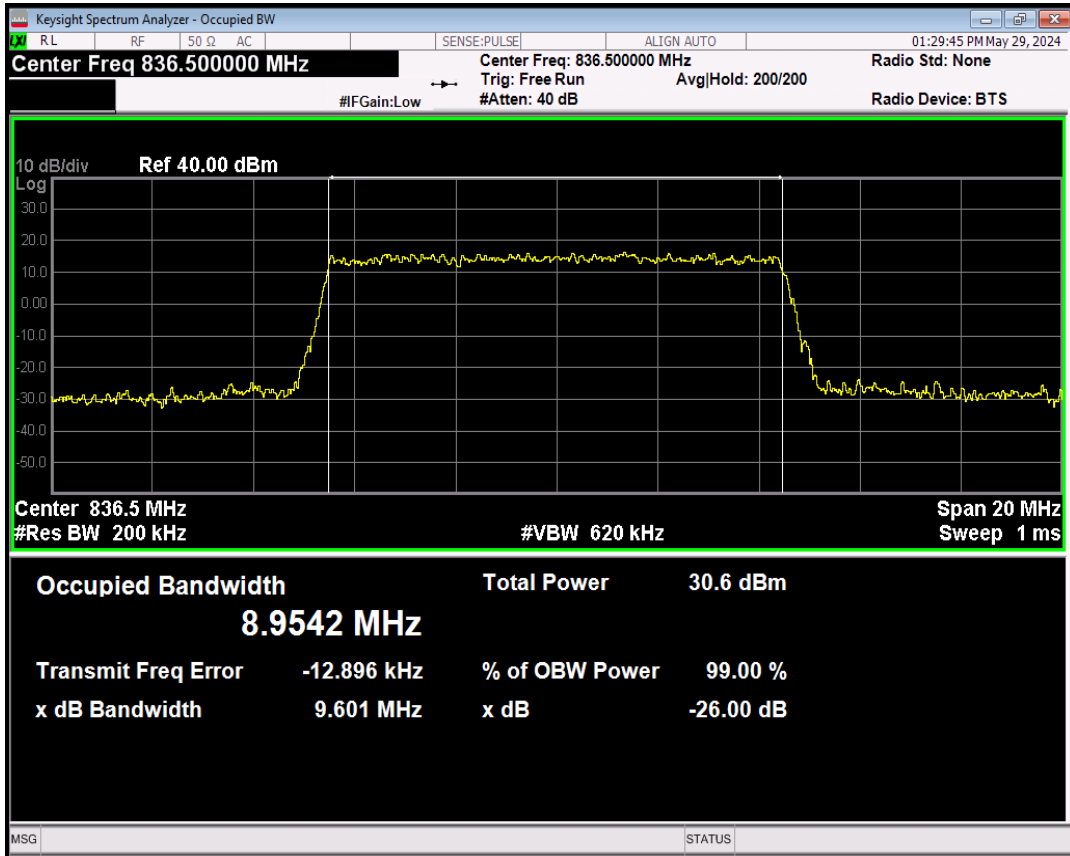 Keysight Spectrum Analyzer - Occupied BW
LXI RL RF 50 Ω AC SENSE:PULSE ALIGN AUTO 01:29:45 PM May 29, 2024
Center Freq 836.500000 MHz Center Freq: 836.500000 MHz Radio Std: None
Trig: Free Run Avg|Hold: 200/200
#IFGain:Low #Atten: 40 dB Radio Device: BTS
10 dB/div Ref 40.00 dBm
Log
30.0
20.0
10.0
0.00
-10.0
-20.0
-30.0
-40.0
-50.0
Center 836.5 MHz Span 20 MHz
#Res BW 200 kHz #VBW 620 kHz Sweep 1 ms
Occupied Bandwidth Total Power 30.6 dBm
8.9542 MHz
Transmit Freq Error -12.896 kHz % of OBW Power 99.00 %
x dB Bandwidth 9.601 MHz x dB -26.00 dB
MSG STATUS